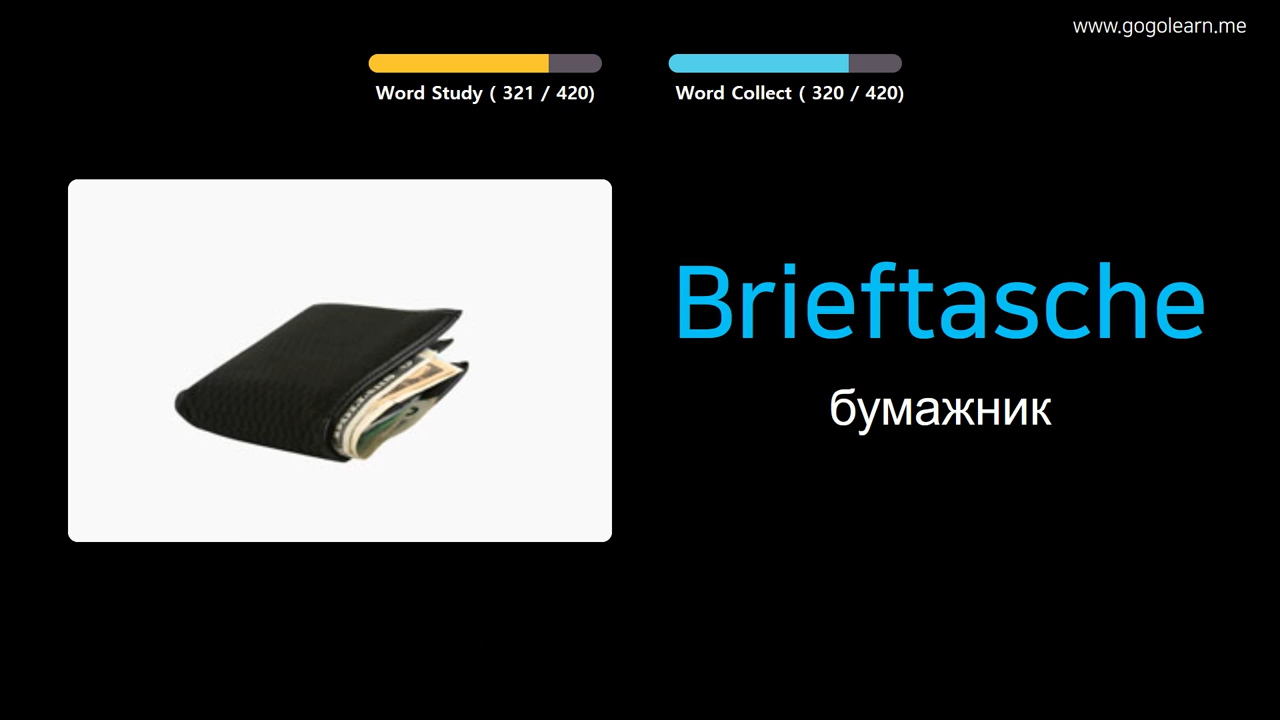 www.gogolearn.me
Word Study ( 321 / 420)
Word Collect ( 320 / 420)
Brieftasche
бумажник